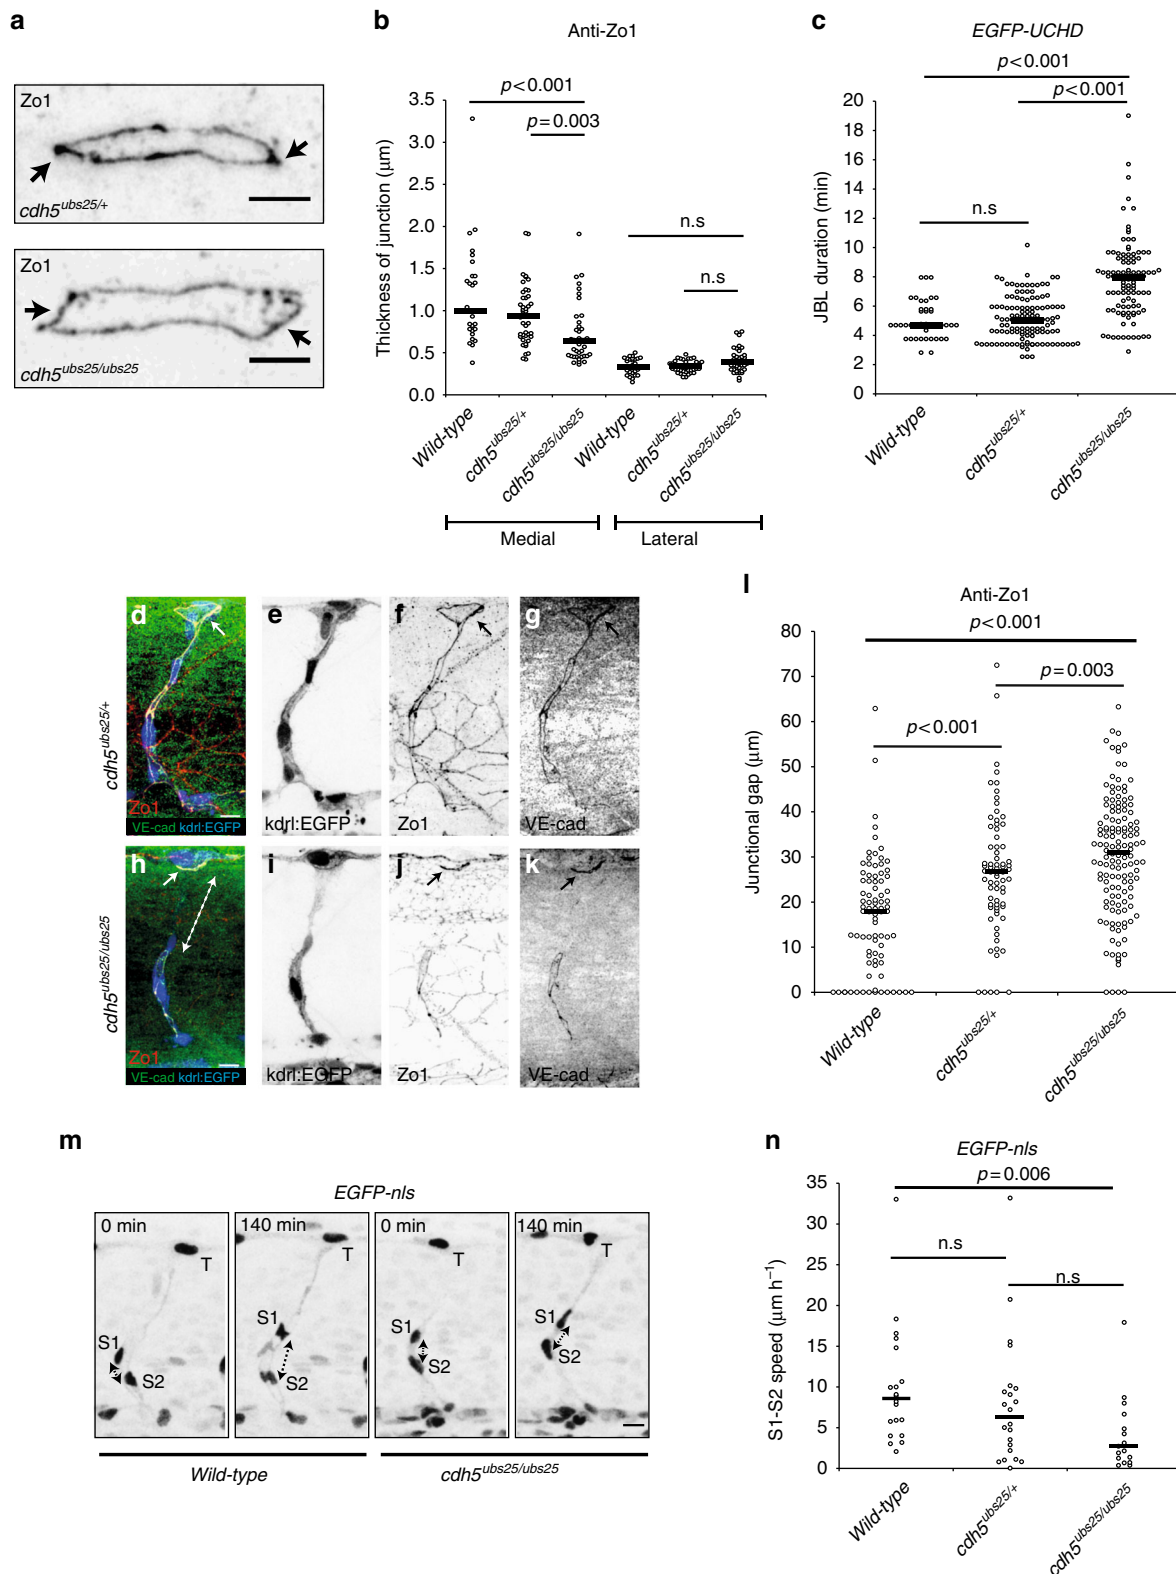 a
Zo1
cdh5ubs25/+
Zo1
cdh5ubs25/ubs25
b
Anti-Zo1
p<0.001
p=0.003
n.s
n.s
Thickness of junction (μm)
3.5
3.0
2.5
2.0
1.5
1.0
0.5
0.0
Wild-type
cdh5ubs25/+
cdh5ubs25/ubs25
Wild-type
cdh5ubs25/+
cdh5ubs25/ubs25
Medial
Lateral
c
EGFP-UCHD
p<0.001
p<0.001
n.s
JBL duration (min)
20
18
16
14
12
10
8
6
4
2
0
Wild-type
cdh5ubs25/+
cdh5ubs25/ubs25
cdh5ubs25/+
d
Zo1
VE-cad kdrl:EGFP
e
kdrl:EGFP
f
Zo1
g
VE-cad
cdh5ubs25/ubs25
h
Zo1
VE-cad kdrl:EGFP
i
kdrl:EGFP
j
Zo1
k
VE-cad
l
Anti-Zo1
p<0.001
p=0.003
p<0.001
Junctional gap (μm)
80
70
60
50
40
30
20
10
0
Wild-type
cdh5ubs25/+
cdh5ubs25/ubs25
m
EGFP-nls
0 min
T
S1
S2
140 min
T
S1
S2
0 min
T
S1
S2
140 min
T
S1
S2
Wild-type
cdh5ubs25/ubs25
n
EGFP-nls
p=0.006
n.s
n.s
S1-S2 speed (μm h−1)
35
30
25
20
15
10
5
0
Wild-type
cdh5ubs25/+
cdh5ubs25/ubs25